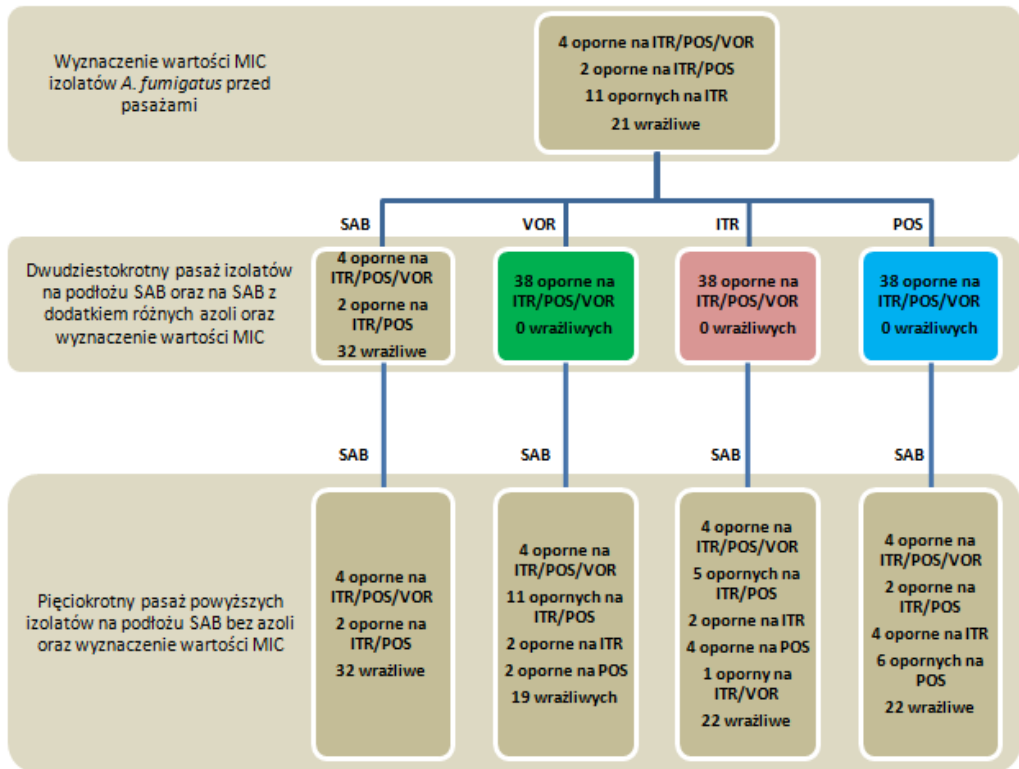 Wyznaczenie wartości MIC
izolatów A. fumigatus przed
pasażami
4 oporne na ITR/POS/VOR
2 oporne na ITR/POS
11 opornych na ITR
21 wrażliwe
SAB
VOR
ITR
POS
Dwudziestokrotny pasaż izolatów
na podłożu SAB oraz na SAB z
dodatkiem różnych azoli oraz
wyznaczenie wartości MIC
4 oporne na
ITR/POS/VOR
2 oporne na
ITR/POS
32 wrażliwe
38 oporne na
ITR/POS/VOR
0 wrażliwych
38 oporne na
ITR/POS/VOR
0 wrażliwych
38 oporne na
ITR/POS/VOR
0 wrażliwych
SAB
SAB
SAB
SAB
Pięciokrotny pasaż powyższych
izolatów na podłożu SAB bez azoli
oraz wyznaczenie wartości MIC
4 oporne na
ITR/POS/VOR
2 oporne na
ITR/POS
32 wrażliwe
4 oporne na
ITR/POS/VOR
11 opornych na
ITR/POS
2 oporne na ITR
2 oporne na POS
19 wrażliwych
4 oporne na
ITR/POS/VOR
5 opornych na
ITR/POS
2 oporne na ITR
4 oporne na POS
1 oporny na
ITR/VOR
22 wrażliwe
4 oporne na
ITR/POS/VOR
2 oporne na
ITR/POS
4 oporne na ITR
6 opornych na
POS
22 wrażliwe